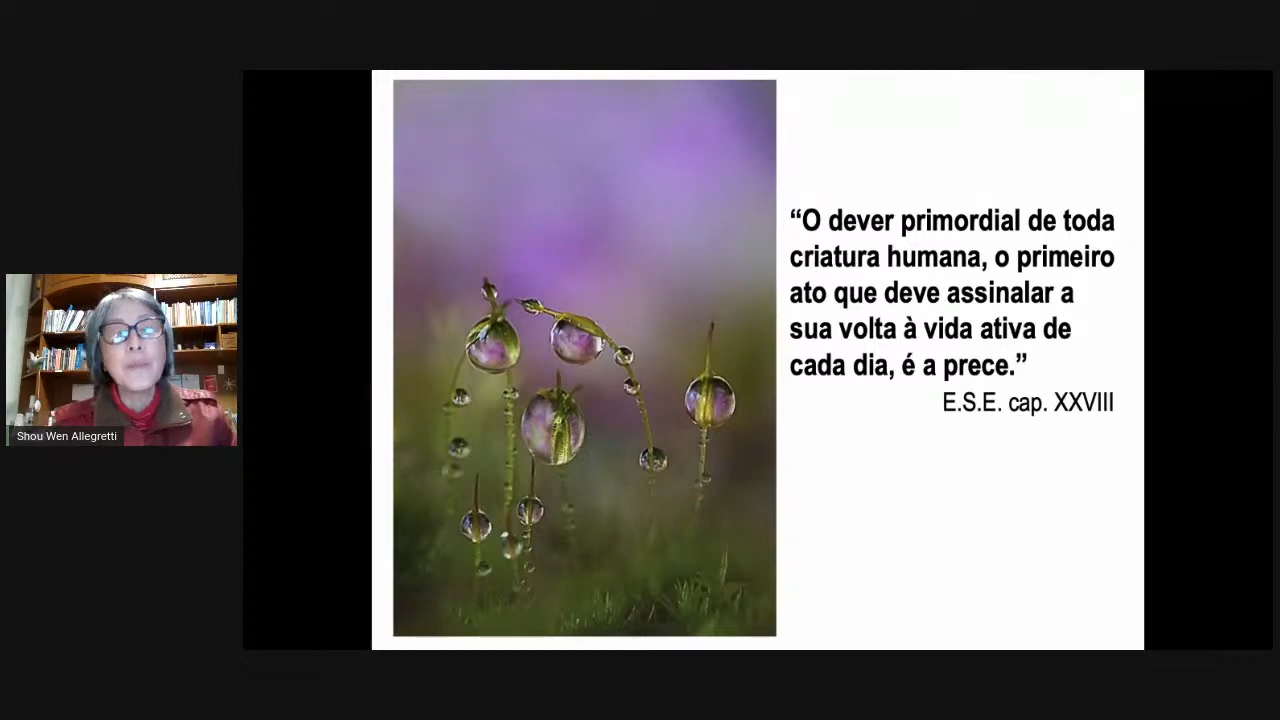 “O dever primordial de toda
criatura humana, o primeiro
ato que deve assinalar a
sua volta à vida ativa de
cada dia, é a prece.”
E.S.E. cap. XXVIII
Shou Wen Allegretti